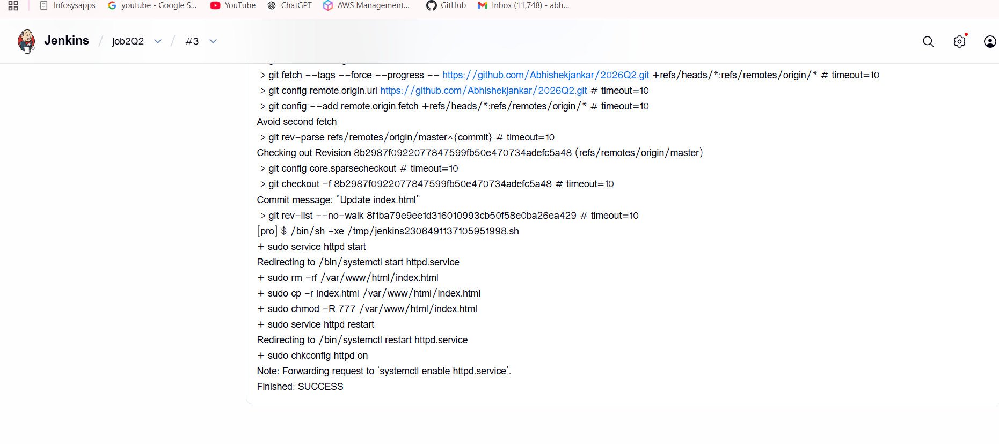 Infosysapps youtube - Google S... YouTube ChatGPT AWS Management... GitHub Inbox (11,748) - abh...
Jenkins / job2Q2 / #3
> git fetch --tags --force --progress -- https://github.com/Abhishekjankar/2026Q2.git +refs/heads/*:refs/remotes/origin/* # timeout=10
> git config remote.origin.url https://github.com/Abhishekjankar/2026Q2.git # timeout=10
> git config --add remote.origin.fetch +refs/heads/*:refs/remotes/origin/* # timeout=10
Avoid second fetch
> git rev-parse refs/remotes/origin/master^{commit} # timeout=10
Checking out Revision 8b2987f0922077847599fb50e470734adefc5a48 (refs/remotes/origin/master)
> git config core.sparsecheckout # timeout=10
> git checkout -f 8b2987f0922077847599fb50e470734adefc5a48 # timeout=10
Commit message: "Update index.html"
> git rev-list --no-walk 8f1ba79e9ee1d316010993cb50f58e0ba26ea429 # timeout=10
[pro] $ /bin/sh -xe /tmp/jenkins2306491137105951998.sh
+ sudo service httpd start
Redirecting to /bin/systemctl start httpd.service
+ sudo rm -rf /var/www/html/index.html
+ sudo cp -r index.html /var/www/html/index.html
+ sudo chmod -R 777 /var/www/html/index.html
+ sudo service httpd restart
Redirecting to /bin/systemctl restart httpd.service
+ sudo chkconfig httpd on
Note: Forwarding request to 'systemctl enable httpd.service'.
Finished: SUCCESS